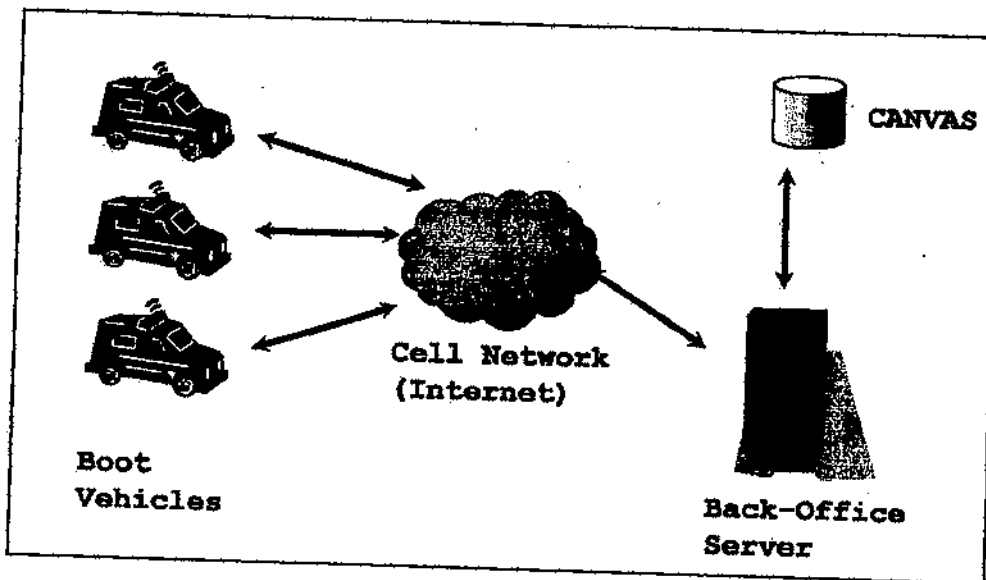 CANVAS
Cell Network
(Internet)
Boot
Vehicles
Back-Office
Server